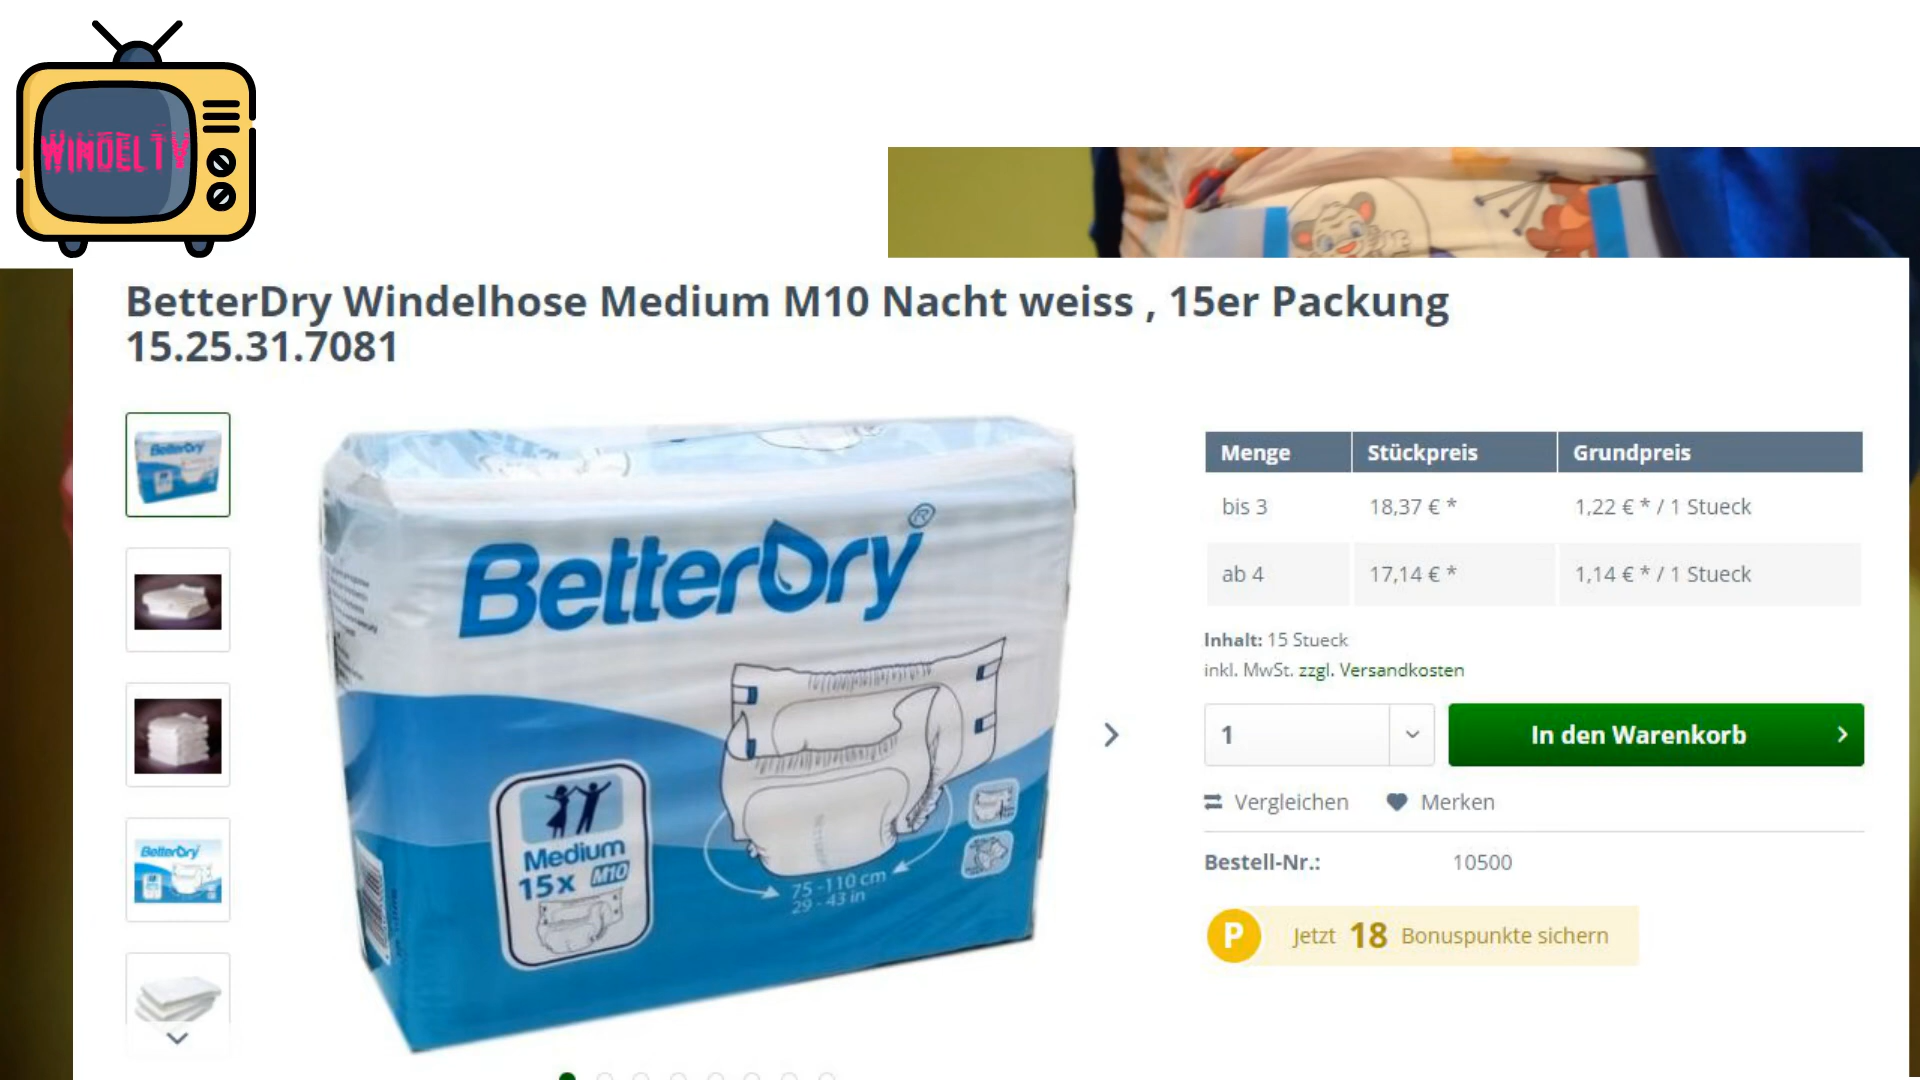 WINDELTV
BetterDry Windelhose Medium M10 Nacht weiss , 15er Packung
15.25.31.7081
BetterDry
BetterDry®
Medium
15x M10
75-110 cm
29-43 in
BetterDry
Menge Stückpreis Grundpreis
bis 3 18,37 € * 1,22 € * / 1 Stueck
ab 4 17,14 € * 1,14 € * / 1 Stueck
Inhalt: 15 Stueck
inkl. MwSt. zzgl. Versandkosten
1 In den Warenkorb
Vergleichen Merken
Bestell-Nr.: 10500
P Jetzt 18 Bonuspunkte sichern